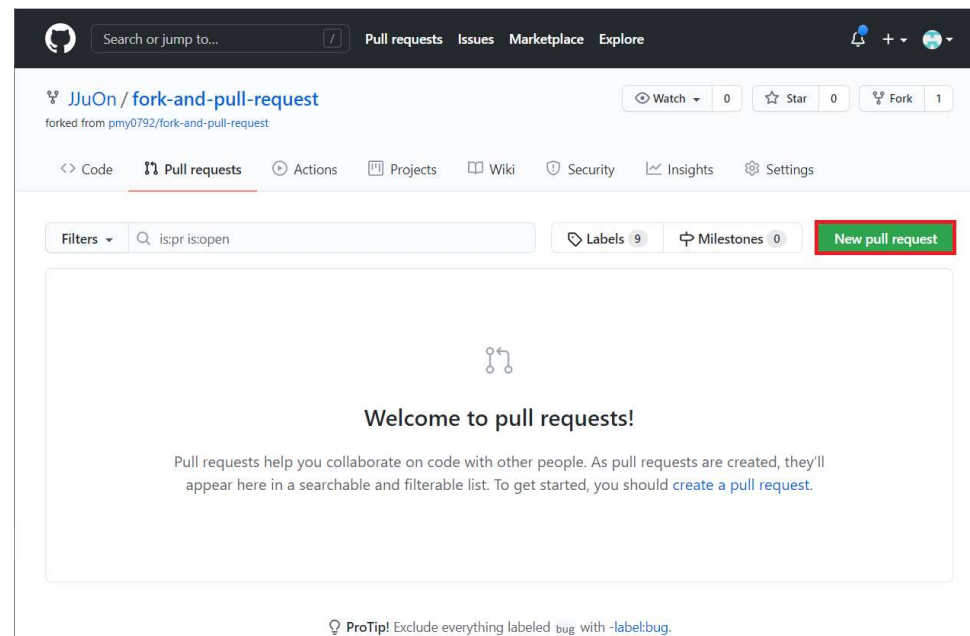 Search or jump to... / Pull requests Issues Marketplace Explore
JJuOn / fork-and-pull-request Watch 0 Star 0 Fork 1
forked from pmy0792/fork-and-pull-request
Code Pull requests Actions Projects Wiki Security Insights Settings
Filters is:pr is:open Labels 9 Milestones 0 New pull request
Welcome to pull requests!
Pull requests help you collaborate on code with other people. As pull requests are created, they’ll
appear here in a searchable and filterable list. To get started, you should create a pull request.
ProTip! Exclude everything labeled bug with -label:bug.